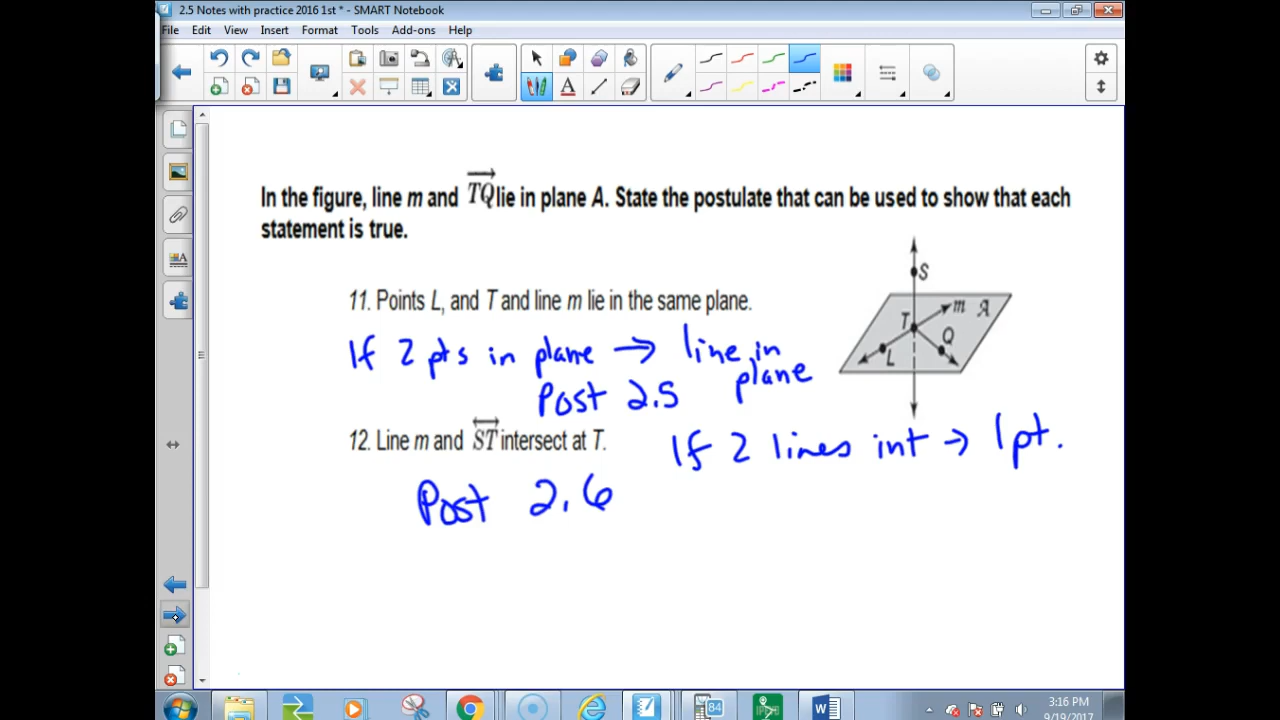 2.5 Notes with practice 2016 1st * - SMART Notebook
File Edit View Insert Format Tools Add-ons Help
In the figure, line m and TQ lie in plane A. State the postulate that can be used to show that each
statement is true.
S
m A
T
Q
L
11. Points L, and T and line m lie in the same plane.
If 2 pts in plane → line in
plane
Post 2.5
12. Line m and ST intersect at T.
If 2 lines int → 1 pt.
Post 2.6
84
3:16 PM
9/19/2017